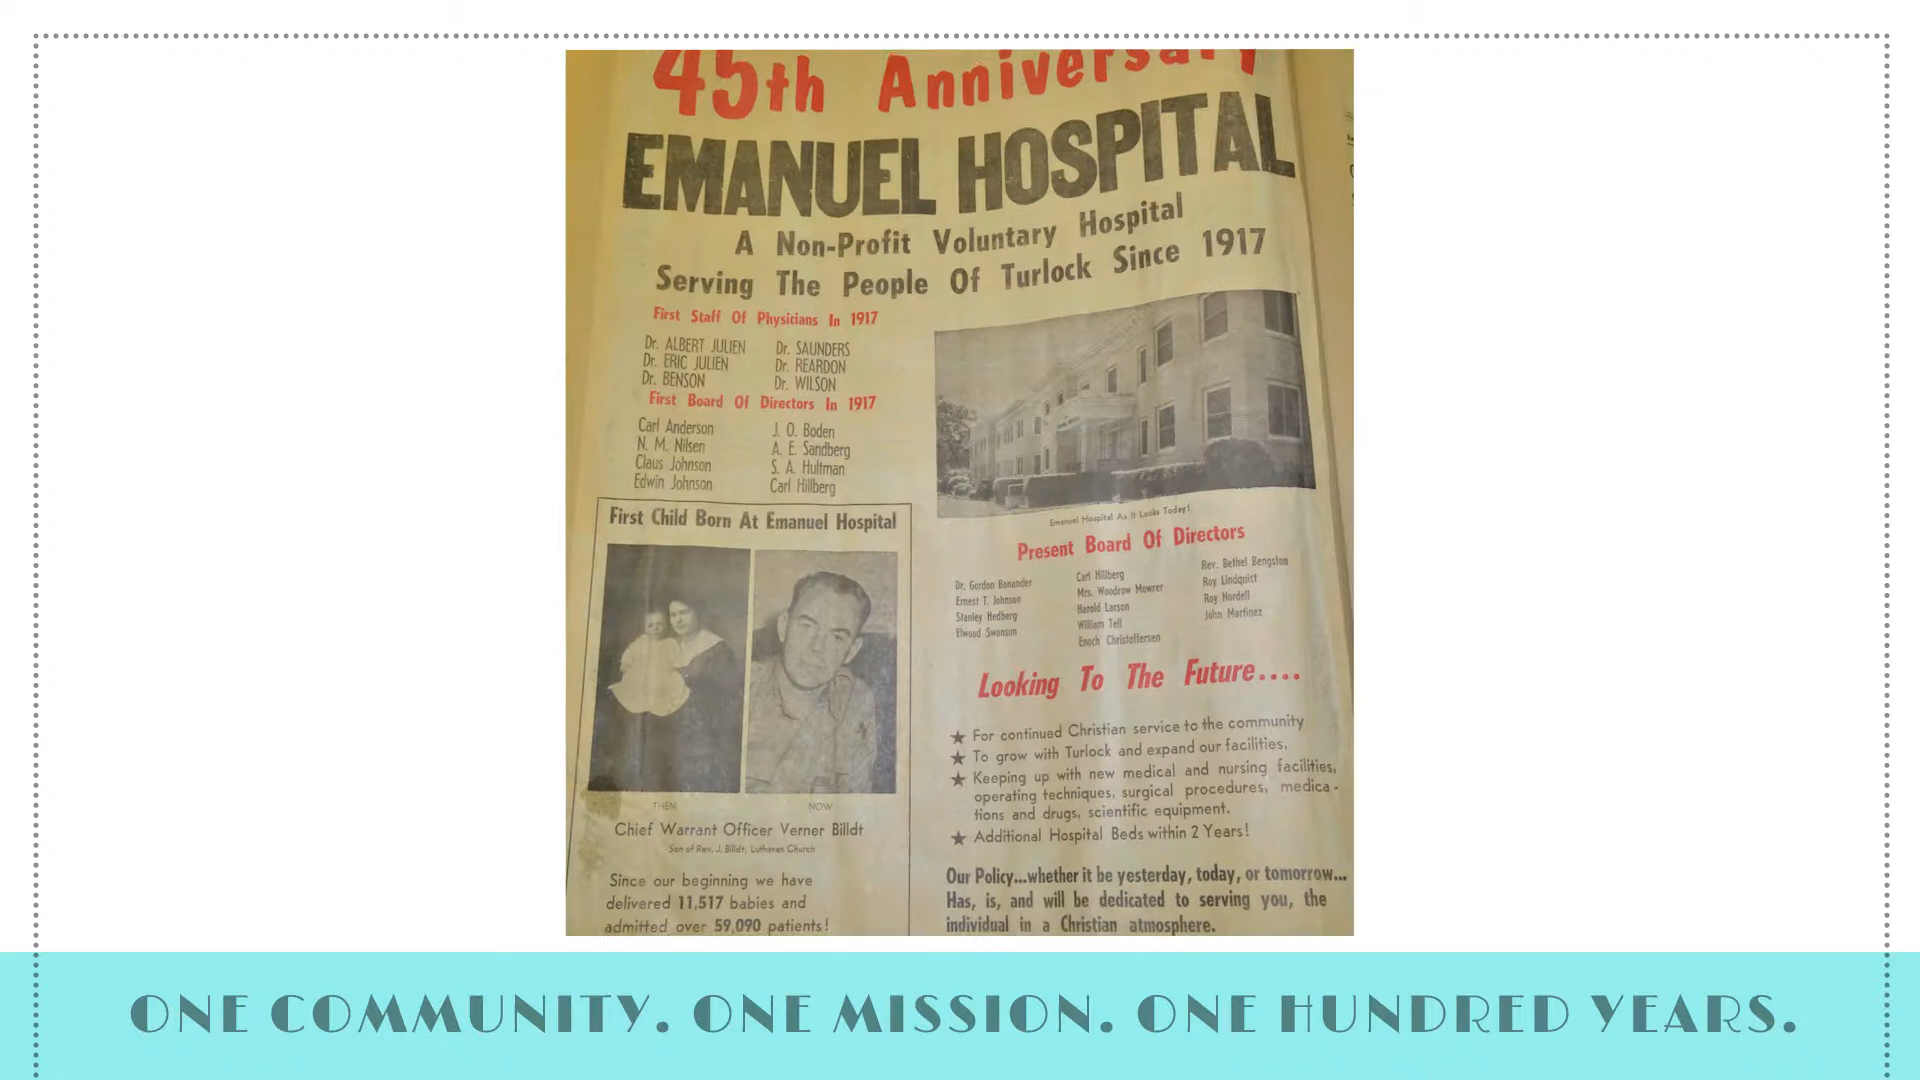 45th Anniversary
EMANUEL HOSPITAL
A Non-Profit Voluntary Hospital
Serving The People Of Turlock Since 1917
First Staff Of Physicians In 1917
Dr. ALBERT JULIEN
Dr. ERIC JULIEN
Dr. BENSON
Dr. SAUNDERS
Dr. REARDON
Dr. WILSON
First Board Of Directors In 1917
Carl Anderson
N. M. Nilsen
Claus Johnson
Edwin Johnson
J. O. Boden
A. E. Sandberg
S. A. Hultman
Carl Hillberg
First Child Born At Emanuel Hospital
THEN
NOW
Chief Warrant Officer Verner Billdt
Son of Rev. J. Billdt, Lutheran Church
Since our beginning we have
delivered 11,517 babies and
admitted over 59,090 patients!
Emanuel Hospital As It Looks Today!
Present Board Of Directors
Dr. Gordon Bonander
Ernest T. Johnson
Stanley Hedberg
Elwood Swanson
Carl Hillberg
Mrs. Woodrow Mowrer
Harold Larson
William Tell
Enoch Christoffersen
Rev. Bethel Bengston
Roy Lindquist
Roy Nordell
John Martinez
Looking To The Future....
★ For continued Christian service to the community
★ To grow with Turlock and expand our facilities,
★ Keeping up with new medical and nursing facilities,
operating techniques, surgical procedures, medica-
tions and drugs, scientific equipment.
★ Additional Hospital Beds within 2 Years!
Our Policy...whether it be yesterday, today, or tomorrow...
Has, is, and will be dedicated to serving you, the
individual in a Christian atmosphere.
ONE COMMUNITY. ONE MISSION. ONE HUNDRED YEARS.